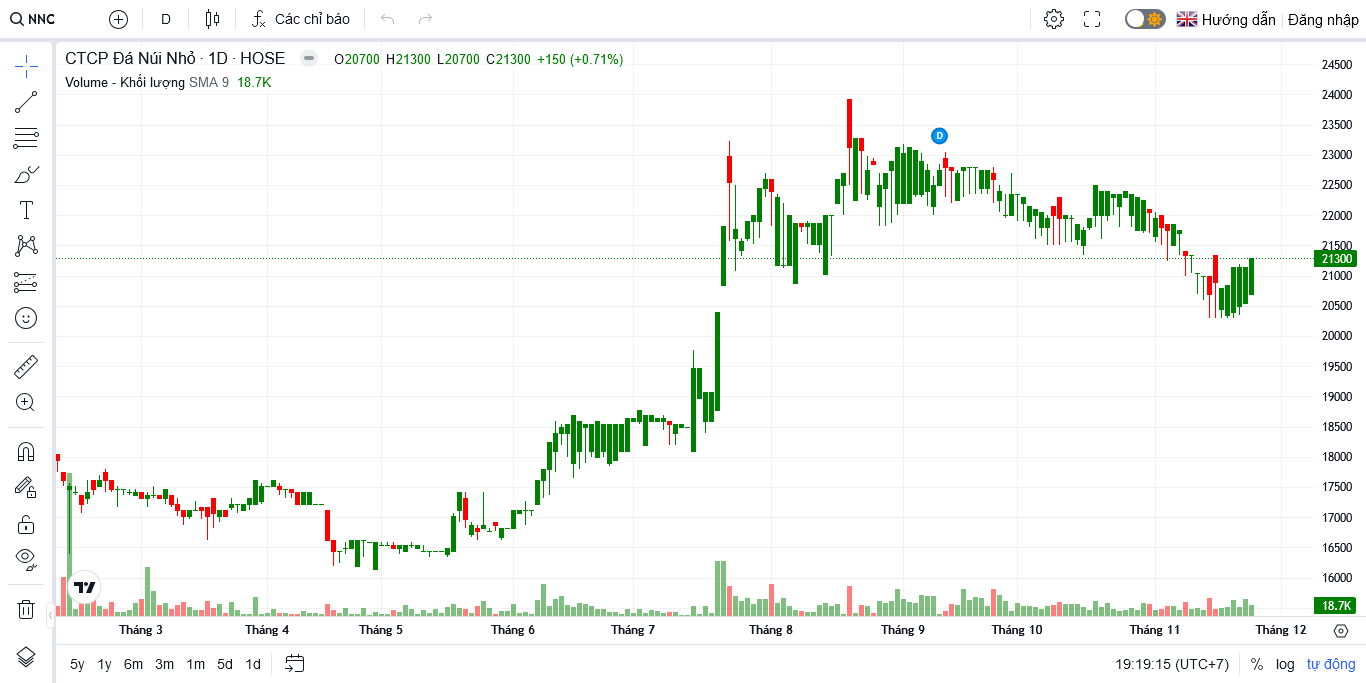 NNC D Các chỉ báo Hướng dẫn Đăng nhập
CTCP Đá Núi Nhỏ · 1D · HOSE O20700 H21300 L20700 C21300 +150 (+0.71%)
Volume - Khối lượng SMA 9 18.7K
D
24500
24000
23500
23000
22500
22000
21500
21300
21000
20500
20000
19500
19000
18500
18000
17500
17000
16500
16000
18.7K
Tháng 3 Tháng 4 Tháng 5 Tháng 6 Tháng 7 Tháng 8 Tháng 9 Tháng 10 Tháng 11 Tháng 12
5y 1y 6m 3m 1m 5d 1d 19:19:15 (UTC+7) % log tự động